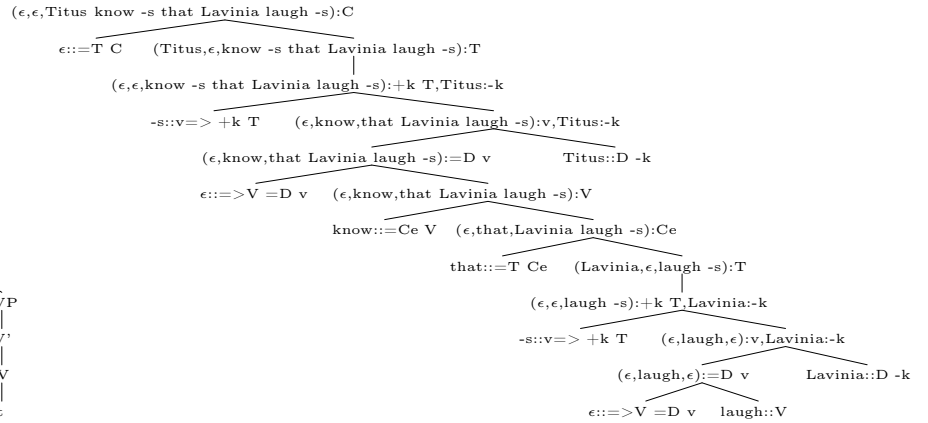 (ϵ,ϵ,Titus know -s that Lavinia laugh -s):C
ϵ::=T C (Titus,ϵ,know -s that Lavinia laugh -s):T
(ϵ,ϵ,know -s that Lavinia laugh -s):+k T,Titus:-k
-s::v=> +k T (ϵ,know,that Lavinia laugh -s):v,Titus:-k
(ϵ,know,that Lavinia laugh -s):=D v Titus::D -k
ϵ::=>V =D v (ϵ,know,that Lavinia laugh -s):V
know::=Ce V (ϵ,that,Lavinia laugh -s):Ce
that::=T Ce (Lavinia,ϵ,laugh -s):T
(ϵ,ϵ,laugh -s):+k T,Lavinia:-k
-s::v=> +k T (ϵ,laugh,ϵ):v,Lavinia:-k
(ϵ,laugh,ϵ):=D v Lavinia::D -k
ϵ::=>V =D v laugh::V